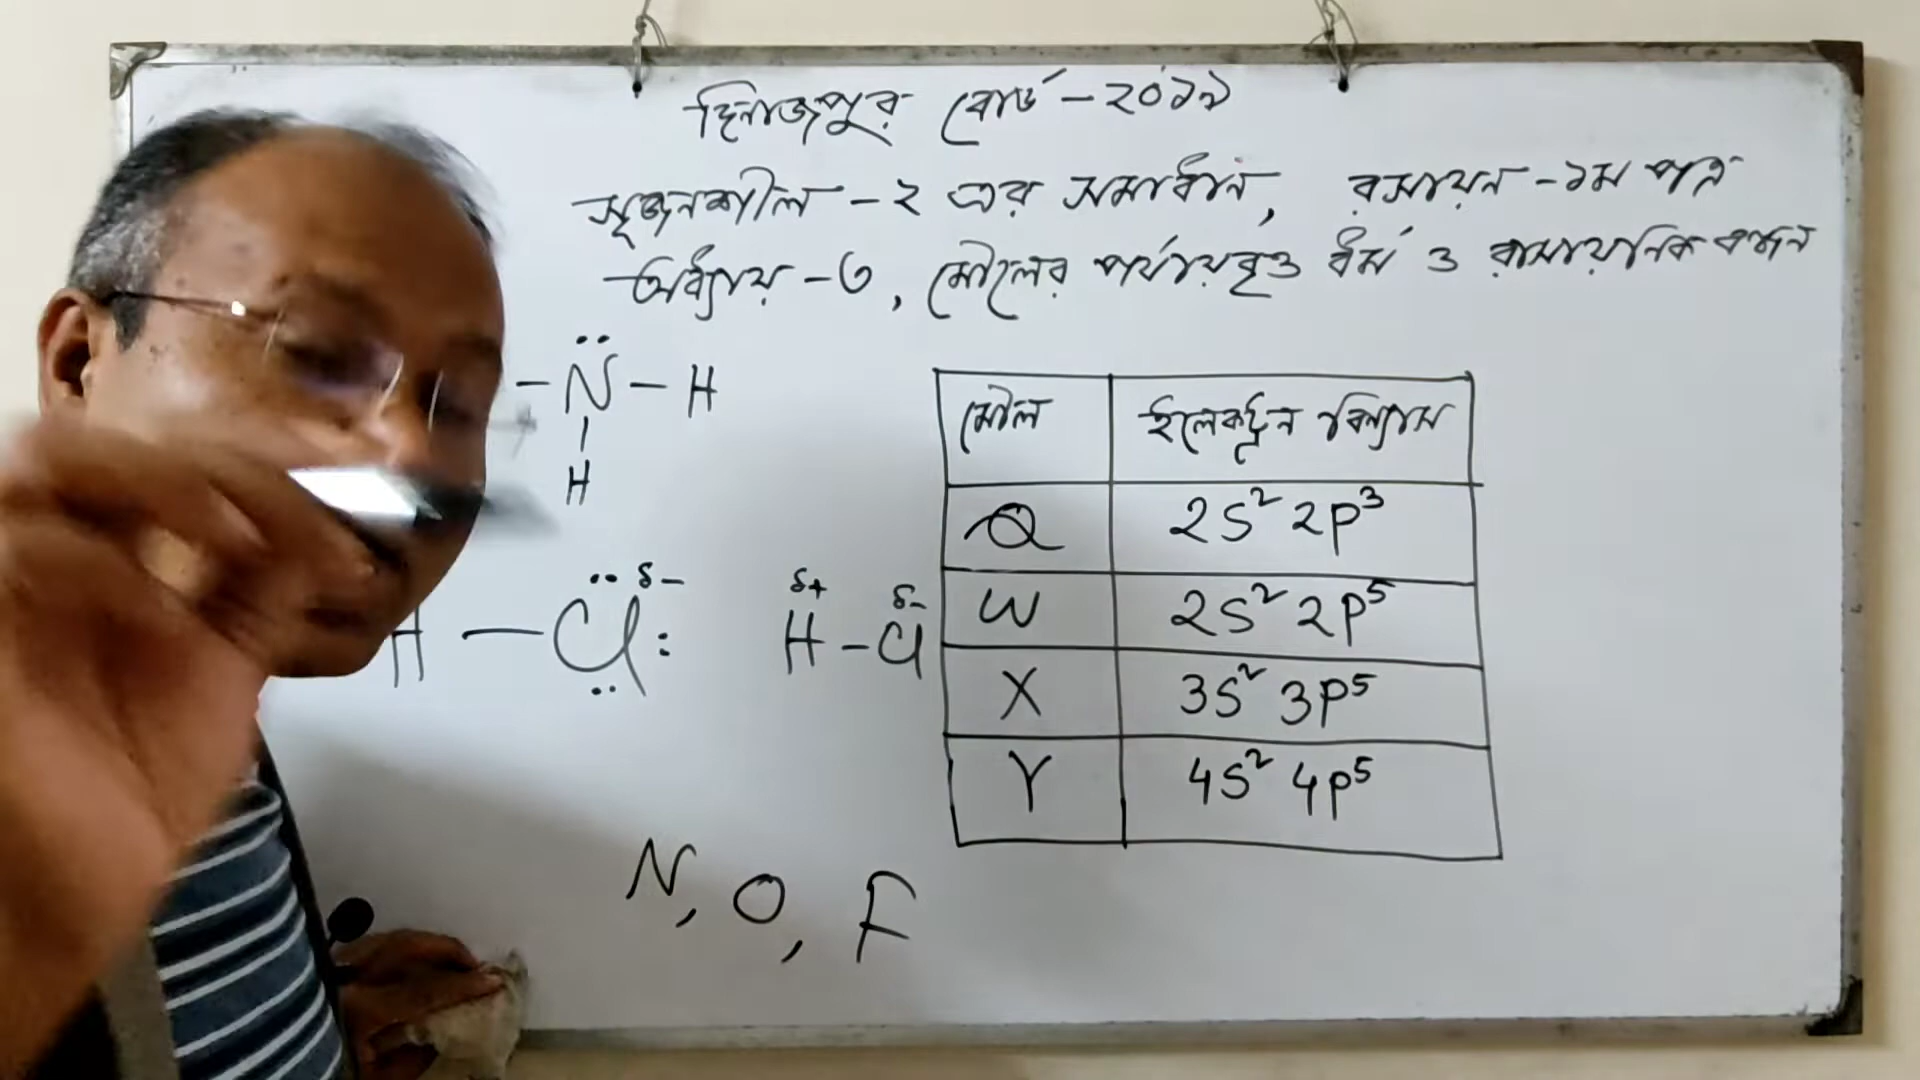 দিনাজপুর বোর্ড - ২০১৯
সৃজনশীল - ২ এর সমাধান, রসায়ন - ১ম পত্র
অধ্যায় - ৩, মৌলের পর্যায়বৃত্ত ধর্ম ও রাসায়নিক বন্ধন
– N̈ – H
H
H — Cl δ–
δ+ δ–
H – Cl
মৌল ইলেকট্রন বিন্যাস
Q 2S² 2P³
W 2S² 2P⁵
X 3S² 3P⁵
Y 4S² 4P⁵
N, O, F